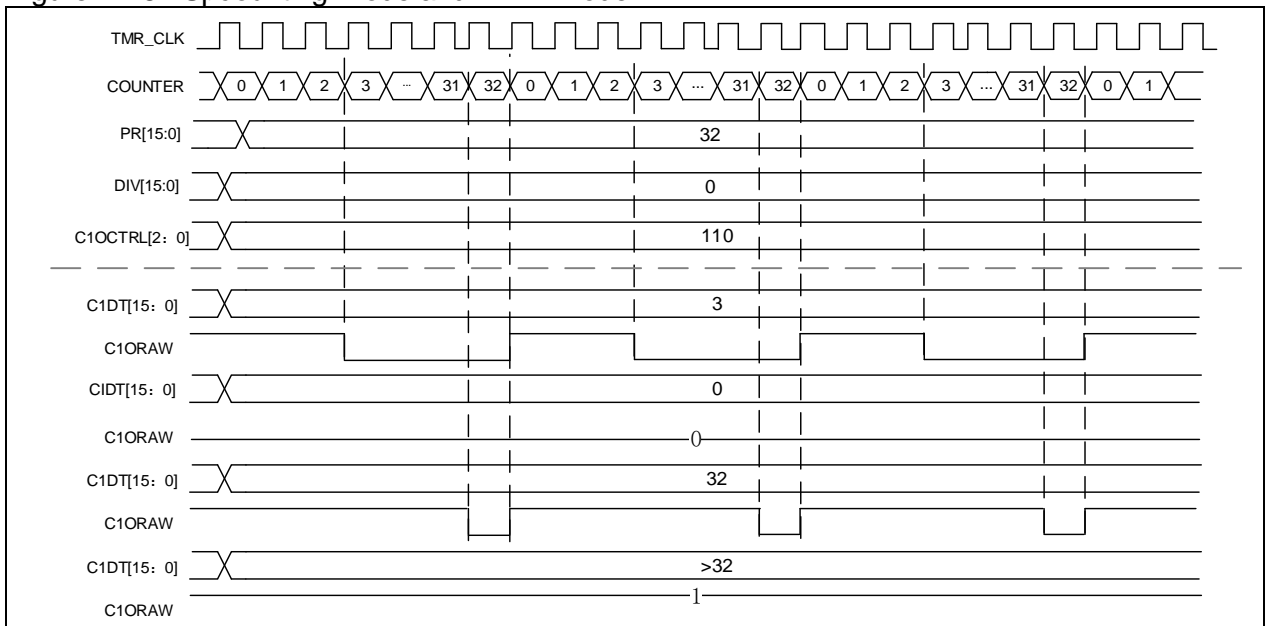 TMR_CLK
COUNTER 0 1 2 3 ... 31 32 0 1 2 3 ... 31 32 0 1 2 3 ... 31 32 0 1
PR[15:0] 32
DIV[15:0] 0
C1OCTRL[2：0] 110
C1DT[15：0] 3
C1ORAW
CIDT[15：0] 0
C1ORAW 0
C1DT[15：0] 32
C1ORAW
C1DT[15：0] >32
C1ORAW 1